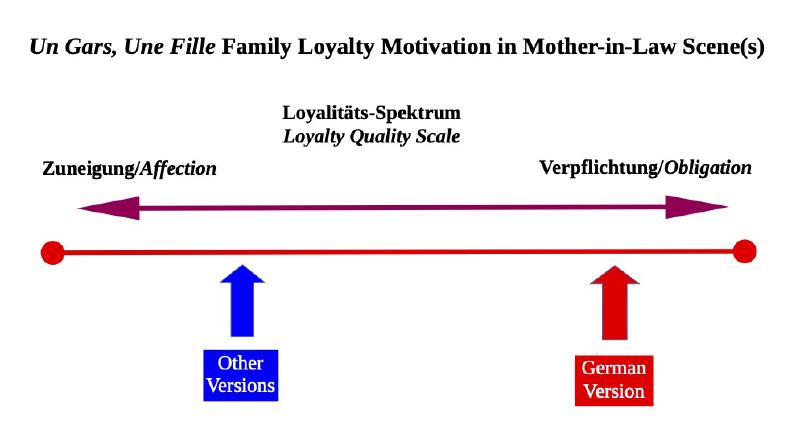 Un Gars, Une Fille Family Loyalty Motivation in Mother-in-Law Scene(s)
Loyalitäts-Spektrum
Loyalty Quality Scale
Zuneigung/Affection
Verpflichtung/Obligation
Other
Versions
German
Version